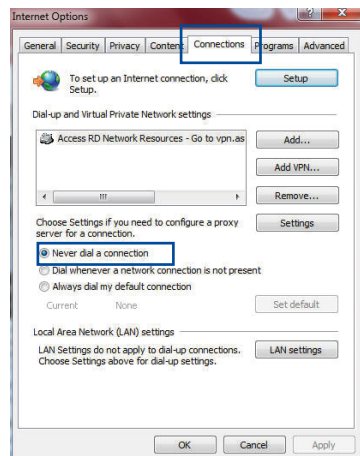 Internet Options
General Security Privacy Content Connections Programs Advanced
To set up an Internet connection, click
Setup.
Setup
Dial-up and Virtual Private Network settings
Access RD Network Resources - Go to vpn.as
Add...
Add VPN...
Remove...
Choose Settings if you need to configure a proxy
server for a connection.
Settings
Never dial a connection
Dial whenever a network connection is not present
Always dial my default connection
Current None
Set default
Local Area Network (LAN) settings
LAN Settings do not apply to dial-up connections.
Choose Settings above for dial-up settings.
LAN settings
OK Cancel Apply